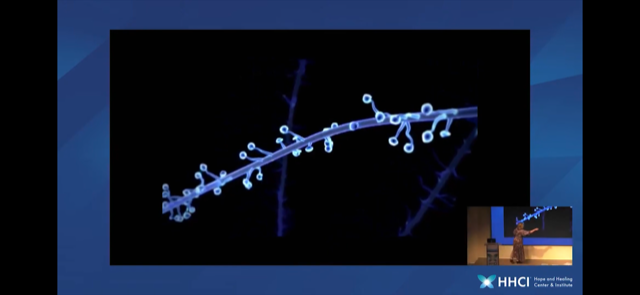 HHCI
Hope and Healing
Center & Institute